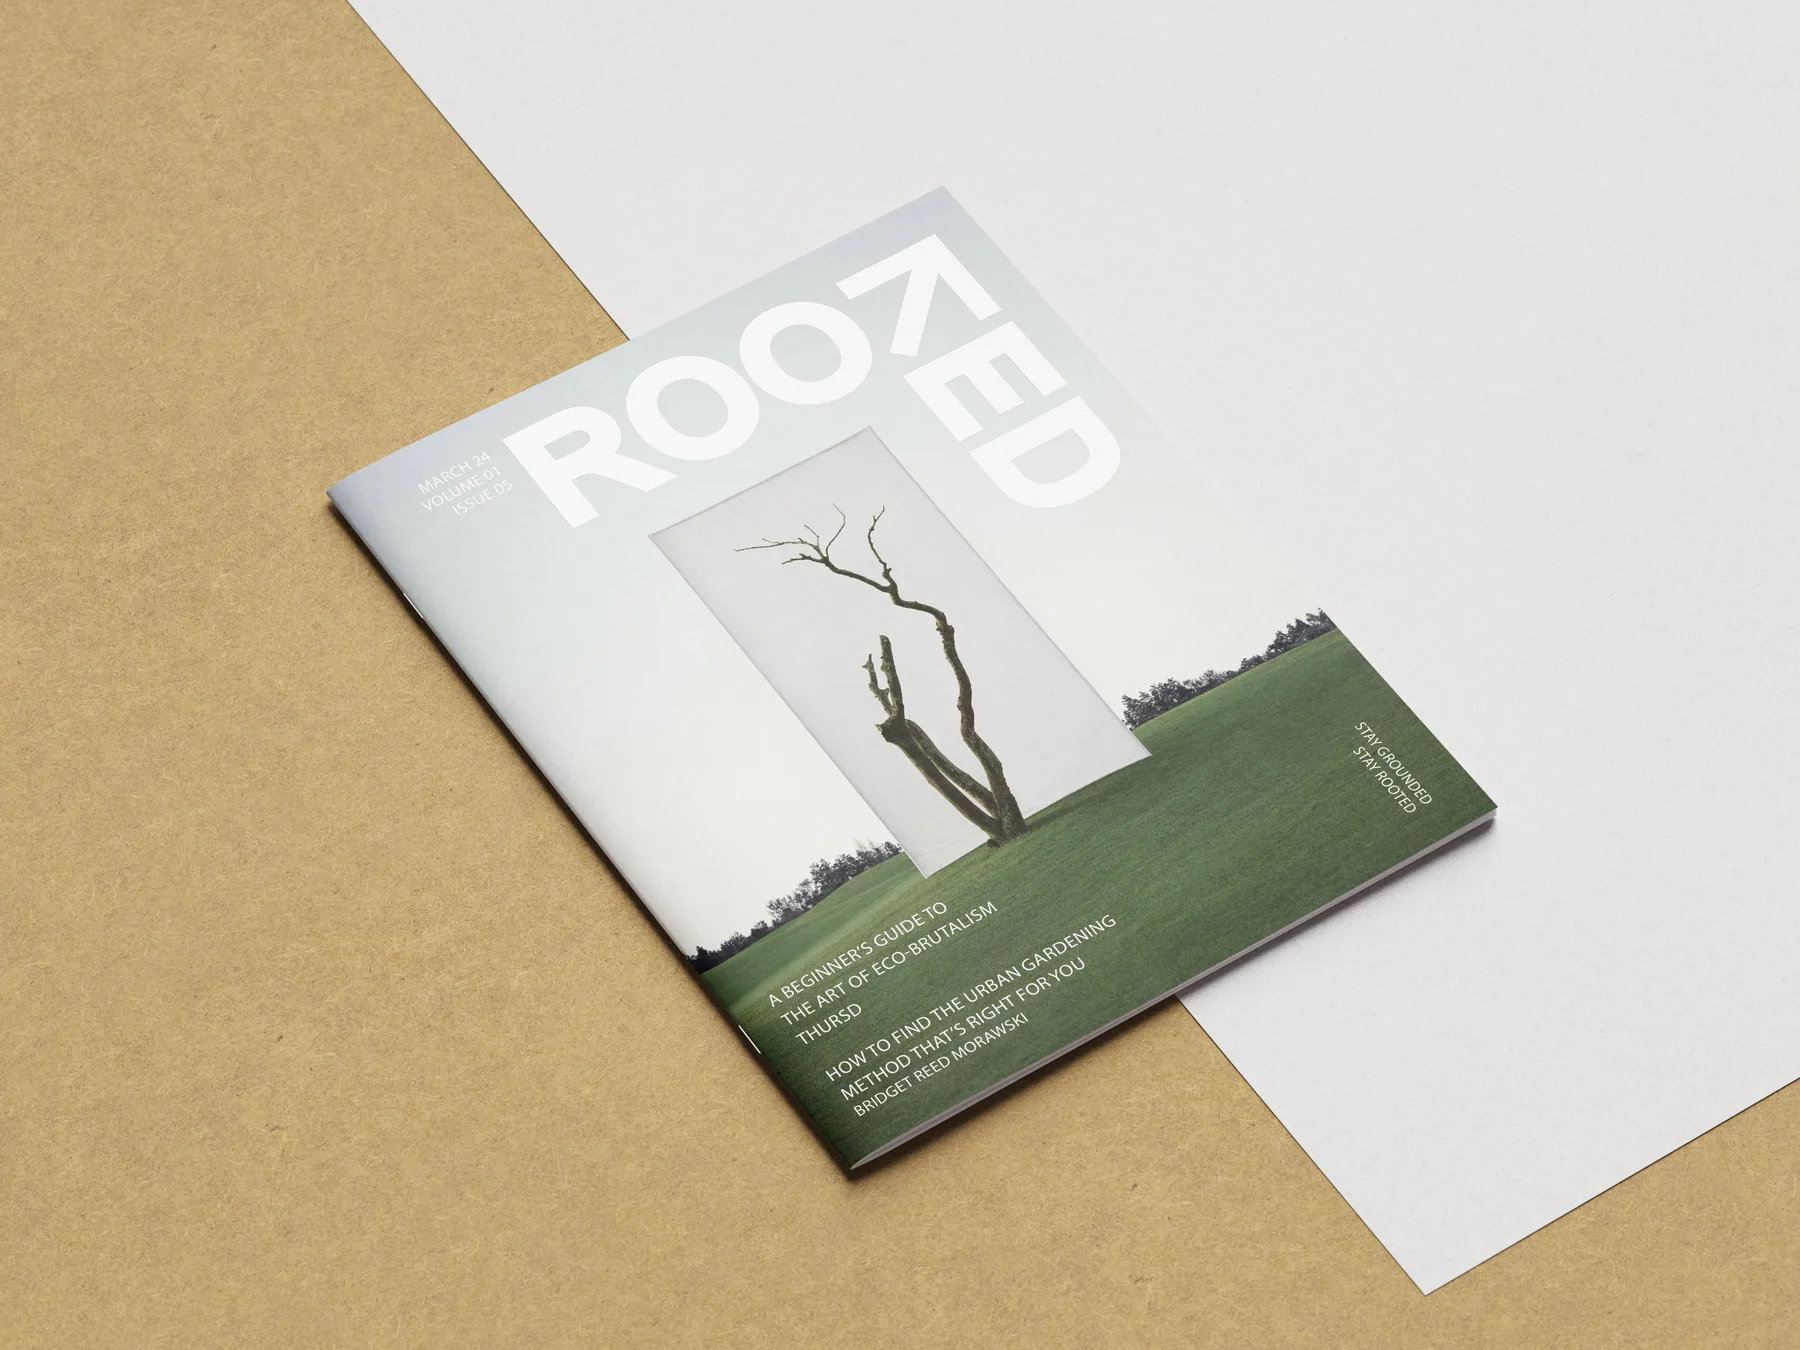 ROOTED
MARCH 24
VOLUME 01
ISSUE 05
STAY GROUNDED
STAY ROOTED
A BEGINNER'S GUIDE TO
THE ART OF ECO-BRUTALISM
THURSD
HOW TO FIND THE URBAN GARDENING
METHOD THAT'S RIGHT FOR YOU
BRIDGET REED MORAWSKI